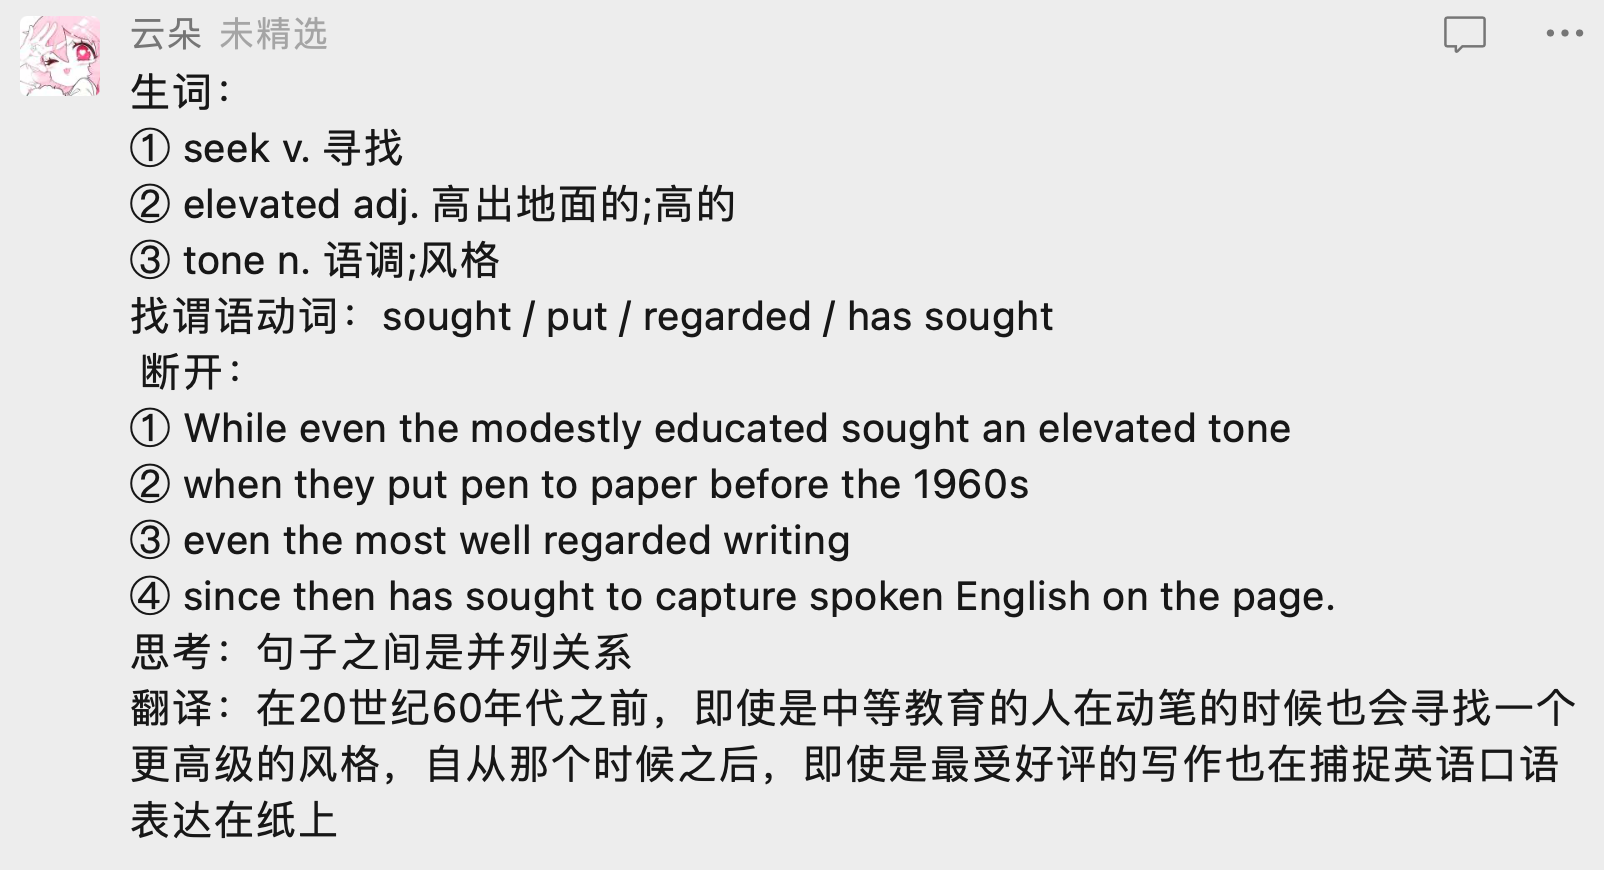 云朵 未精选
生词：
① seek v. 寻找
② elevated adj. 高出地面的;高的
③ tone n. 语调;风格
找谓语动词：sought / put / regarded / has sought
断开：
① While even the modestly educated sought an elevated tone
② when they put pen to paper before the 1960s
③ even the most well regarded writing
④ since then has sought to capture spoken English on the page.
思考：句子之间是并列关系
翻译：在20世纪60年代之前，即使是中等教育的人在动笔的时候也会寻找一个
更高级的风格，自从那个时候之后，即使是最受好评的写作也在捕捉英语口语
表达在纸上